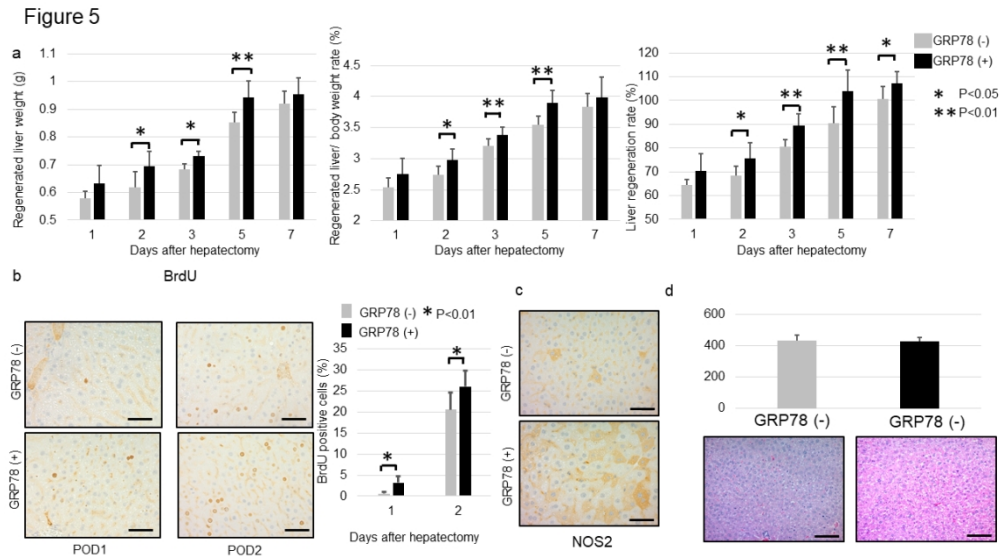 Figure 5
a
Regenerated liver weight (g)
1.1
1
0.9
0.8
0.7
0.6
0.5
*
*
**
1 2 3 5 7
Days after hepatectomy
Regenerated liver/ body weight rate (%)
4.5
4
3.5
3
2.5
2
*
**
**
1 2 3 5 7
Days after hepatectomy
Liver regeneration rate (%)
120
110
100
90
80
70
60
50
*
**
**
*
1 2 3 5 7
Days after hepatectomy
GRP78 (-)
GRP78 (+)
* P<0.05
** P<0.01
b
BrdU
GRP78 (-)
GRP78 (+)
POD1
POD2
GRP78 (-)
GRP78 (+)
* P<0.01
BrdU positive cells (%)
35
30
25
20
15
10
5
0
*
*
1 2
Days after hepatectomy
c
GRP78 (-)
GRP78 (+)
NOS2
d
600
400
200
0
GRP78 (-) GRP78 (-)